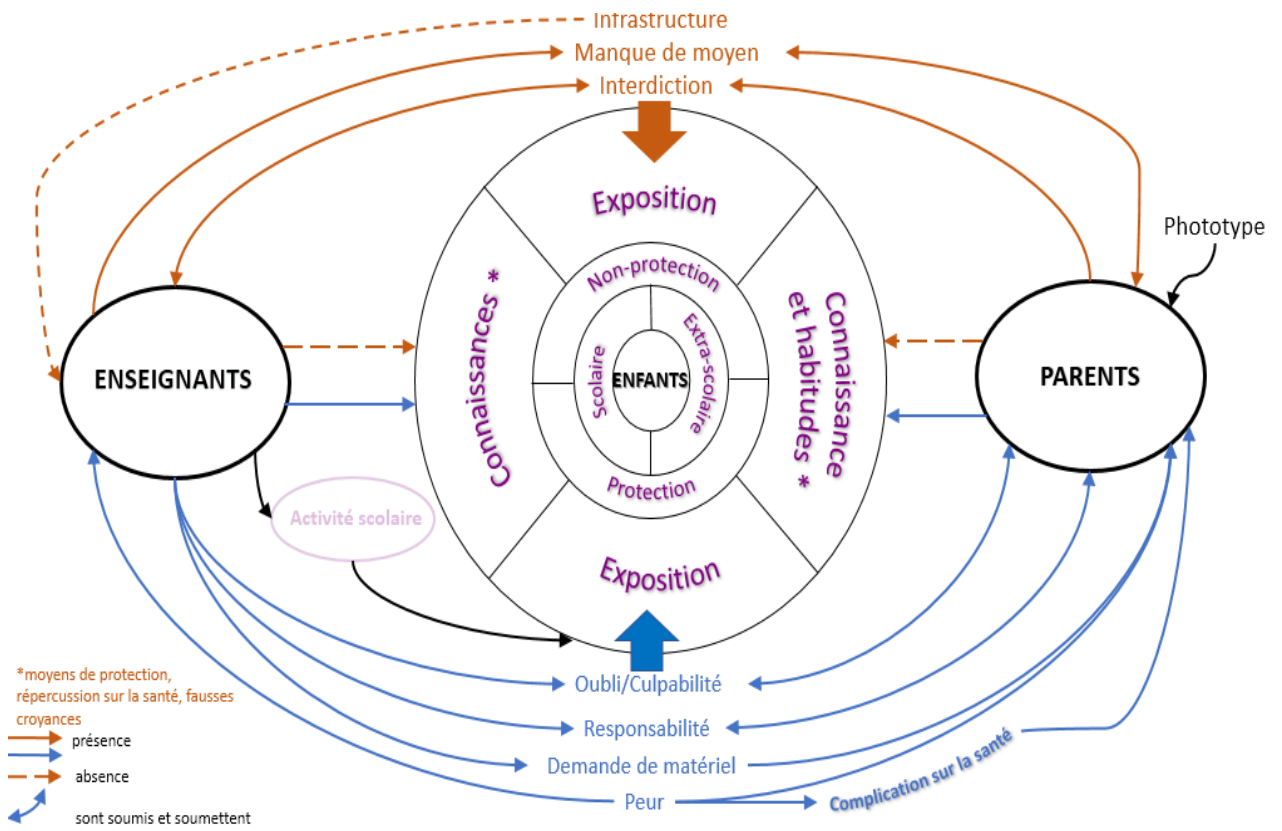 Infrastructure
Manque de moyen
Interdiction
Exposition
Phototype
Non-protection
Connaissances *
Connaissance
et habitudes *
Scolaire
Extra-scolaire
ENSEIGNANTS
ENFANTS
PARENTS
Protection
Activité scolaire
Exposition
*moyens de protection,
répercussion sur la santé, fausses
croyances
présence
absence
sont soumis et soumettent
Oubli/Culpabilité
Responsabilité
Demande de matériel
Peur
Complication sur la santé